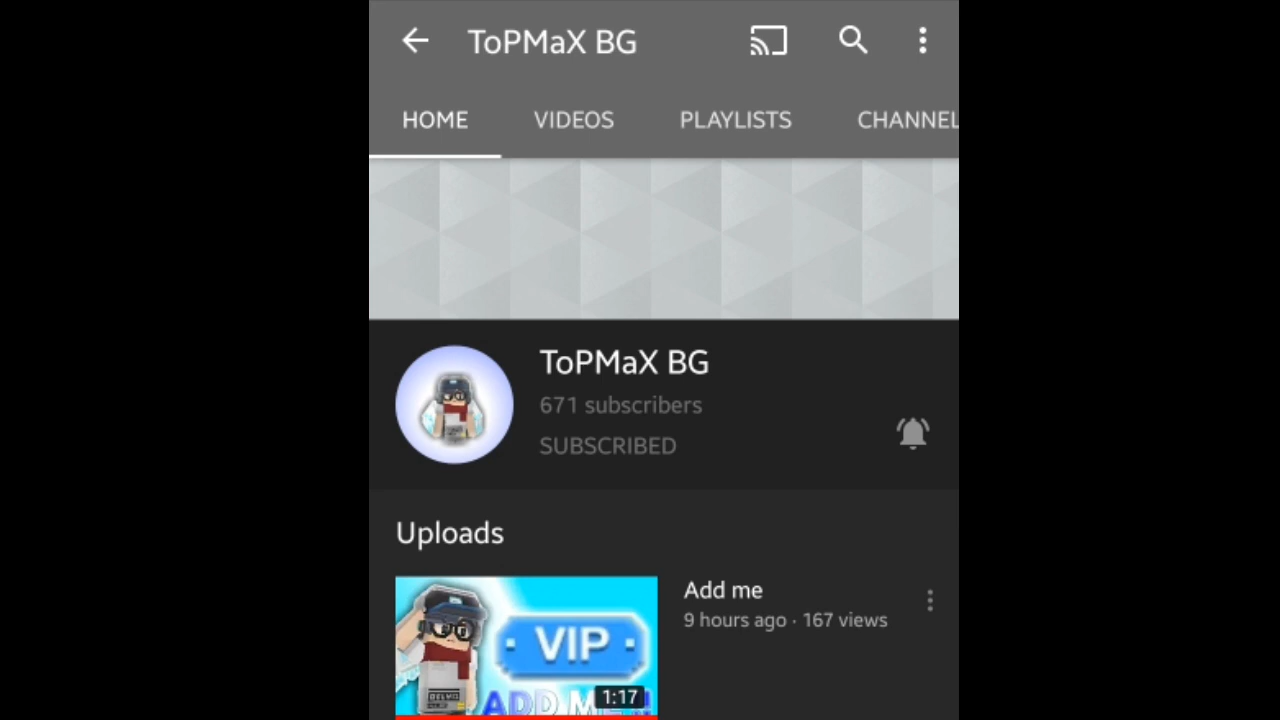 ToPMaX BG
HOME VIDEOS PLAYLISTS CHANNEL
ToPMaX BG
671 subscribers
SUBSCRIBED
Uploads
Add me
9 hours ago · 167 views
VIP
1:17